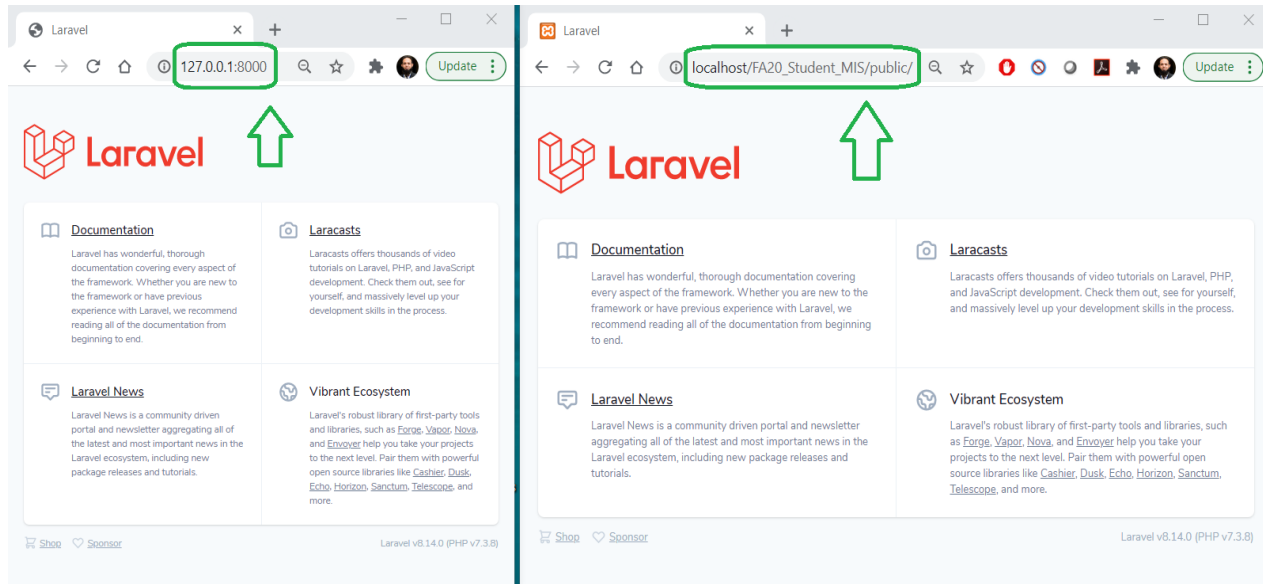 Laravel
127.0.0.1:8000
Update
Laravel
Documentation
Laravel has wonderful, thorough
documentation covering every aspect of
the framework. Whether you are new to
the framework or have previous
experience with Laravel, we recommend
reading all of the documentation from
beginning to end.
Laracasts
Laracasts offers thousands of video
tutorials on Laravel, PHP, and JavaScript
development. Check them out, see for
yourself, and massively level up your
development skills in the process.
Laravel News
Laravel News is a community driven
portal and newsletter aggregating all of
the latest and most important news in the
Laravel ecosystem, including new
package releases and tutorials.
Vibrant Ecosystem
Laravel's robust library of first-party tools
and libraries, such as Forge, Vapor, Nova,
and Envoyer help you take your projects
to the next level. Pair them with powerful
open source libraries like Cashier, Dusk,
Echo, Horizon, Sanctum, Telescope, and
more.
Shop
Sponsor
Laravel v8.14.0 (PHP v7.3.8)
Laravel
localhost/FA20_Student_MIS/public/
Update
Laravel
Documentation
Laravel has wonderful, thorough documentation covering
every aspect of the framework. Whether you are new to the
framework or have previous experience with Laravel, we
recommend reading all of the documentation from beginning
to end.
Laracasts
Laracasts offers thousands of video tutorials on Laravel, PHP,
and JavaScript development. Check them out, see for yourself,
and massively level up your development skills in the process.
Laravel News
Laravel News is a community driven portal and newsletter
aggregating all of the latest and most important news in the
Laravel ecosystem, including new package releases and
tutorials.
Vibrant Ecosystem
Laravel's robust library of first-party tools and libraries, such
as Forge, Vapor, Nova, and Envoyer help you take your
projects to the next level. Pair them with powerful open
source libraries like Cashier, Dusk, Echo, Horizon, Sanctum,
Telescope, and more.
Shop
Sponsor
Laravel v8.14.0 (PHP v7.3.8)